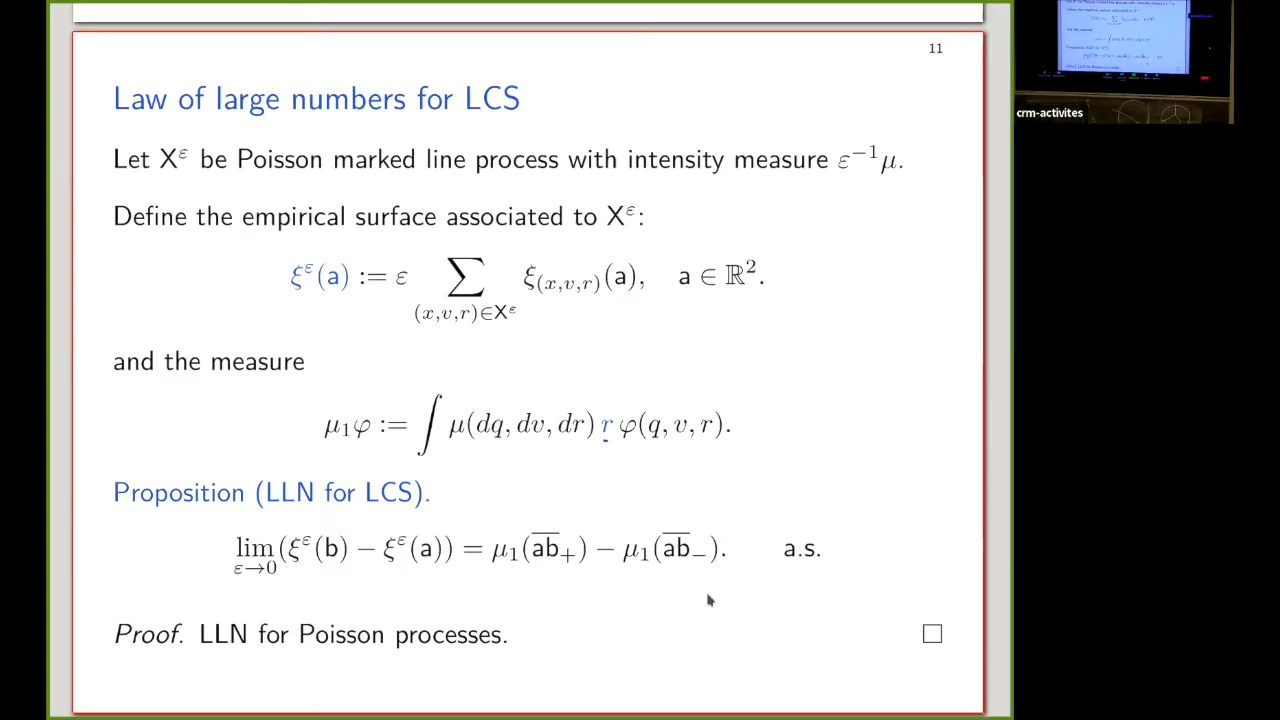 11
Law of large numbers for LCS
Let X^ε be Poisson marked line process with intensity measure ε^{−1}μ.
Define the empirical surface associated to X^ε:
ξ^ε(a) := ε ∑_{(x,v,r)∈X^ε} ξ_{(x,v,r)}(a), a ∈ ℝ^2.
and the measure
μ_1φ := ∫ μ(dq, dv, dr) r φ(q, v, r).
Proposition (LLN for LCS).
lim_{ε→0} (ξ^ε(b) − ξ^ε(a)) = μ_1(\overline{ab}_+) − μ_1(\overline{ab}_−). a.s.
Proof. LLN for Poisson processes. □
crm-activites